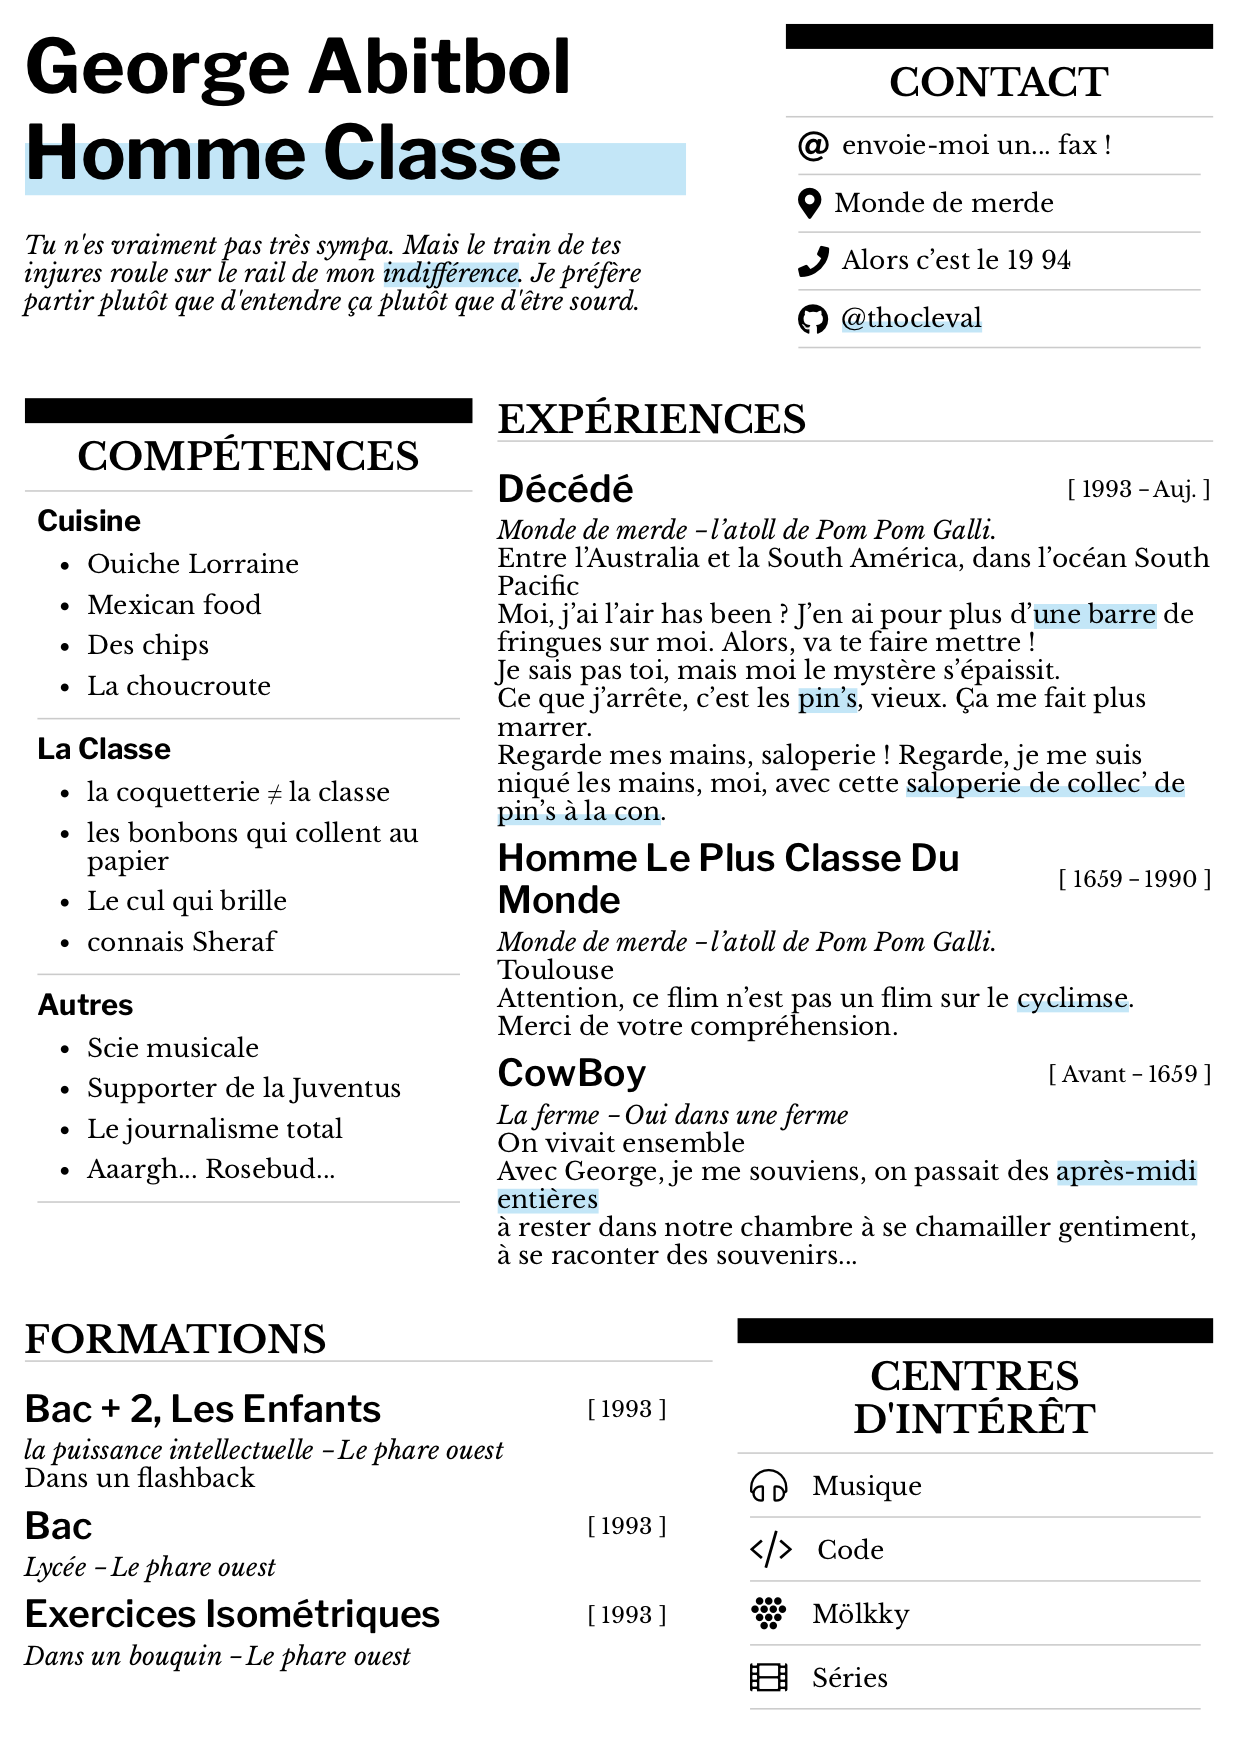 George Abitbol
Homme Classe
Tu n'es vraiment pas très sympa. Mais le train de tes
injures roule sur le rail de mon indifférence. Je préfère
partir plutôt que d'entendre ça plutôt que d'être sourd.
CONTACT
envoie-moi un... fax !
Monde de merde
Alors c’est le 19 94
@thocleval
COMPÉTENCES
Cuisine
• Ouiche Lorraine
• Mexican food
• Des chips
• La choucroute
La Classe
• la coquetterie ≠ la classe
• les bonbons qui collent au
papier
• Le cul qui brille
• connais Sheraf
Autres
• Scie musicale
• Supporter de la Juventus
• Le journalisme total
• Aaargh... Rosebud...
EXPÉRIENCES
Décédé [ 1993 – Auj. ]
Monde de merde – l’atoll de Pom Pom Galli.
Entre l’Australia et la South América, dans l’océan South
Pacific
Moi, j’ai l’air has been ? J’en ai pour plus d’une barre de
fringues sur moi. Alors, va te faire mettre !
Je sais pas toi, mais moi le mystère s’épaissit.
Ce que j’arrête, c’est les pin’s, vieux. Ça me fait plus
marrer.
Regarde mes mains, saloperie ! Regarde, je me suis
niqué les mains, moi, avec cette saloperie de collec’ de
pin’s à la con.
Homme Le Plus Classe Du
Monde
[ 1659 – 1990 ]
Monde de merde – l’atoll de Pom Pom Galli.
Toulouse
Attention, ce flim n’est pas un flim sur le cyclimse.
Merci de votre compréhension.
CowBoy [ Avant – 1659 ]
La ferme – Oui dans une ferme
On vivait ensemble
Avec George, je me souviens, on passait des après-midi
entières
à rester dans notre chambre à se chamailler gentiment,
à se raconter des souvenirs...
FORMATIONS
Bac + 2, Les Enfants [ 1993 ]
la puissance intellectuelle – Le phare ouest
Dans un flashback
Bac [ 1993 ]
Lycée – Le phare ouest
Exercices Isométriques [ 1993 ]
Dans un bouquin – Le phare ouest
CENTRES
D'INTÉRÊT
Musique
Code
Mölkky
Séries